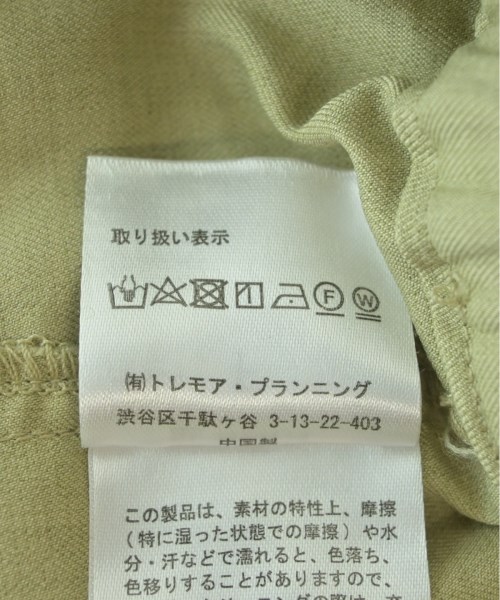 取り扱い表示
F W
㈲トレモア・プランニング
渋谷区千駄ヶ谷 3-13-22-403
中国製
この製品は、素材の特性上、摩擦
(特に湿った状態での摩擦)や水
分・汗などで濡れると、色落ち、
色移りすることがありますので、